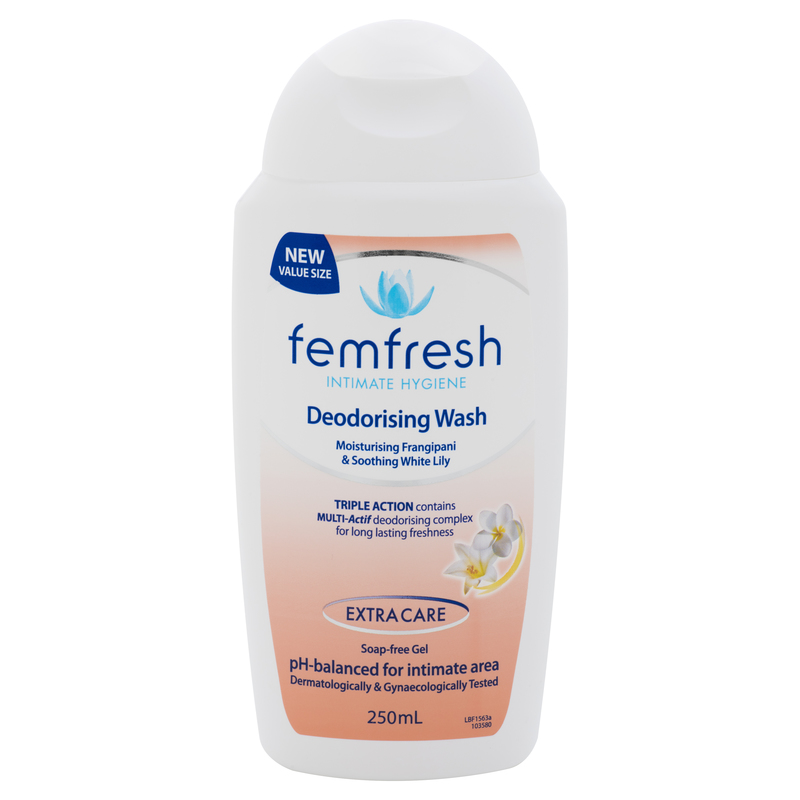 NEW
VALUE SIZE
femfresh
INTIMATE HYGIENE
Deodorising Wash
Moisturising Frangipani
& Soothing White Lily
TRIPLE ACTION contains
MULTI-Actif deodorising complex
for long lasting freshness
EXTRA CARE
Soap-free Gel
pH-balanced for intimate area
Dermatologically & Gynaecologically Tested
250mL
LBF1563a
103580